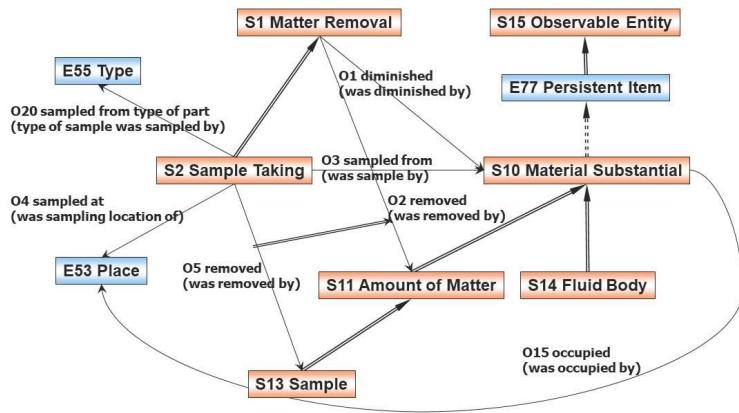 S1 Matter Removal
S15 Observable Entity
E55 Type
O1 diminished
(was diminished by)
E77 Persistent Item
O20 sampled from type of part
(type of sample was sampled by)
S2 Sample Taking
O3 sampled from
(was sample by)
S10 Material Substantial
O4 sampled at
(was sampling location of)
O2 removed
(was removed by)
E53 Place
O5 removed
(was removed by)
S11 Amount of Matter
S14 Fluid Body
O15 occupied
(was occupied by)
S13 Sample